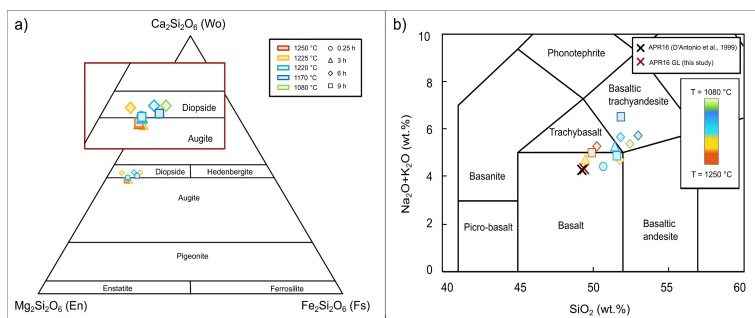 a)
Ca2Si2O6 (Wo)
1250 °C
1225 °C
1220 °C
1170 °C
1080 °C
0.25 h
3 h
6 h
9 h
Diopside
Augite
Diopside
Hedenbergite
Augite
Pigeonite
Enstatite
Ferrosilite
Mg2Si2O6 (En)
Fe2Si2O6 (Fs)
b)
APR16 (D'Antonio et al., 1999)
APR16 GL (this study)
Phonotephrite
Basaltic
trachyandesite
Trachybasalt
Basanite
Picro-basalt
Basalt
Basaltic
andesite
T = 1080 °C
T = 1250 °C
Na2O+K2O (wt.%)
10
8
6
4
2
0
40
45
50
55
60
SiO2 (wt.%)